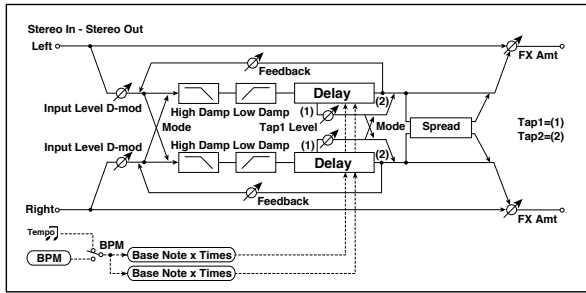 Stereo In - Stereo Out
Left
FX Amt
Feedback
Input Level D-mod
High Damp Low Damp
Delay
(1)
(2)
Mode
Tap1 Level
Mode
Spread
Tap1=(1)
Tap2=(2)
Input Level D-mod
High Damp Low Damp
(1)
Delay
(2)
Feedback
Right
FX Amt
Tempo
BPM
BPM
Base Note x Times
Base Note x Times